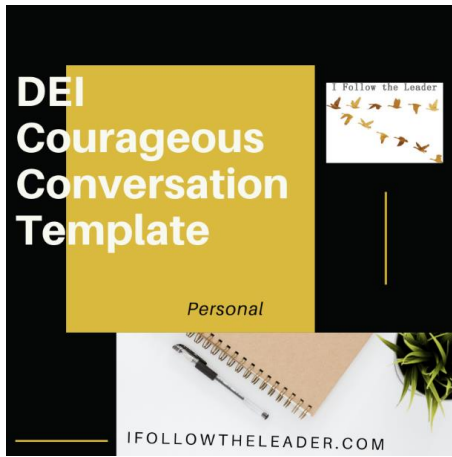 DEI
Courageous
Conversation
Template
I Follow the Leader
Personal
IFOLLOWTHELEADER.COM